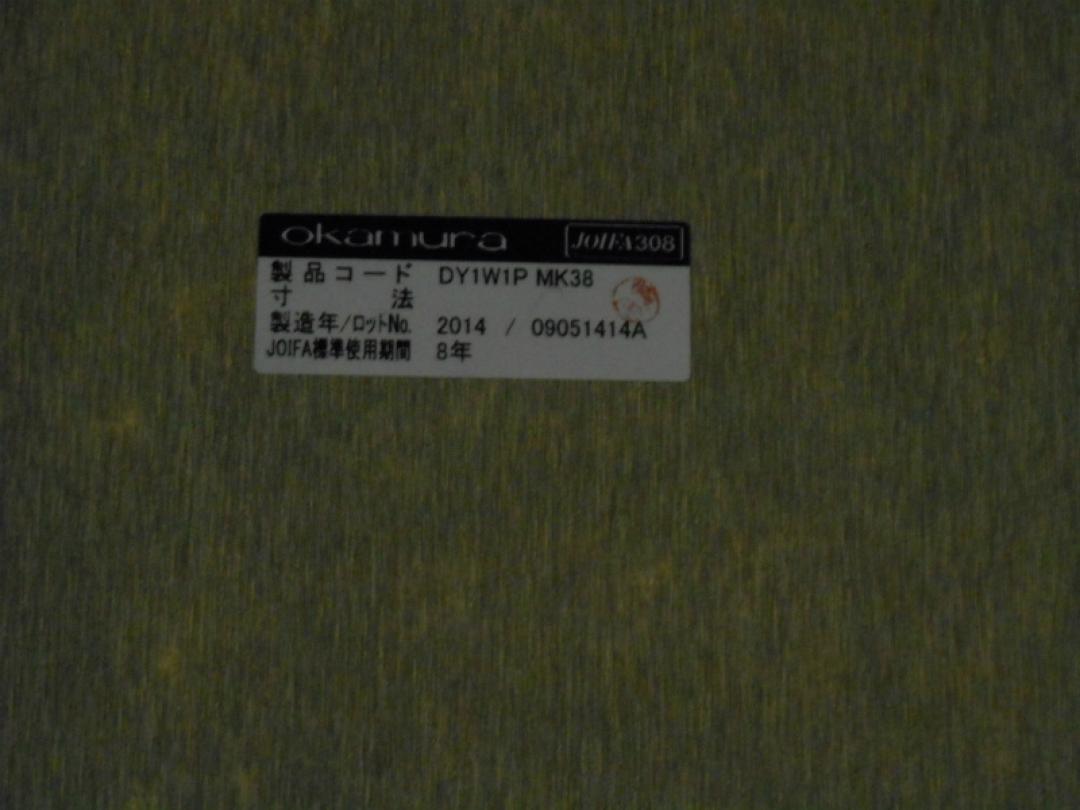 okamura JOIFA308
製品コード DY1W1P MK38
寸法
製造年/ロットNo. 2014 / 09051414A
JOIFA標準使用期間 8年